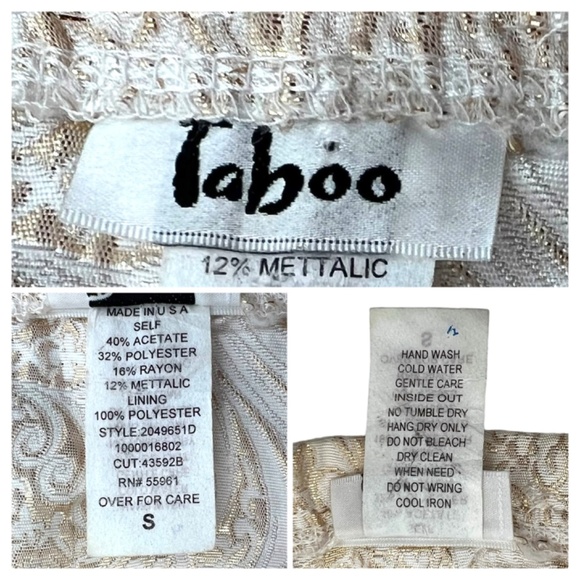 Taboo
12% METTALIC
MADE IN U S A
SELF
40% ACETATE
32% POLYESTER
16% RAYON
12% METTALIC
LINING
100% POLYESTER
STYLE:2049651D
1000016802
CUT:43592B
RN# 55961
OVER FOR CARE
S
12
HAND WASH
COLD WATER
GENTLE CARE
INSIDE OUT
NO TUMBLE DRY
HANG DRY ONLY
DO NOT BLEACH
DRY CLEAN
WHEN NEED
DO NOT WRING
COOL IRON